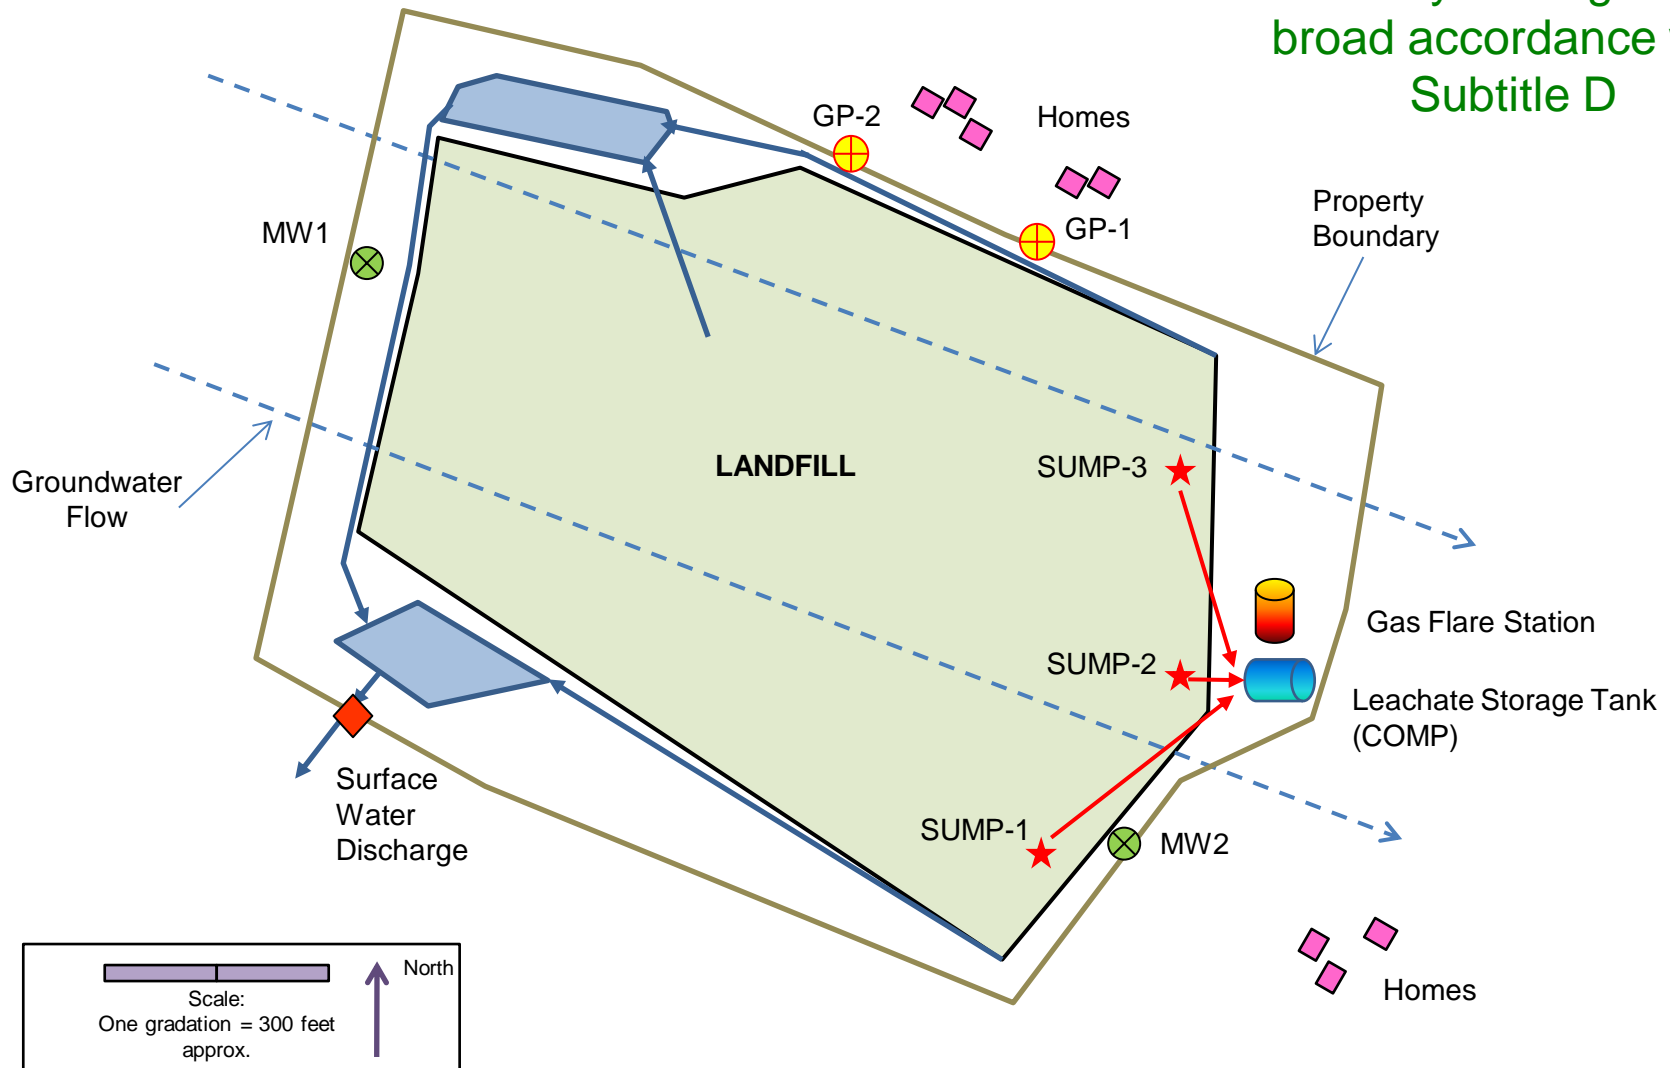 broad accordance
Subtitle D
GP-2
Homes
GP-1
Property
Boundary
MW1
LANDFILL
SUMP-3
Groundwater
Flow
Gas Flare Station
SUMP-2
Leachate Storage Tank
(COMP)
Surface
Water
Discharge
SUMP-1
MW2
Homes
North
Scale:
One gradation = 300 feet
approx.